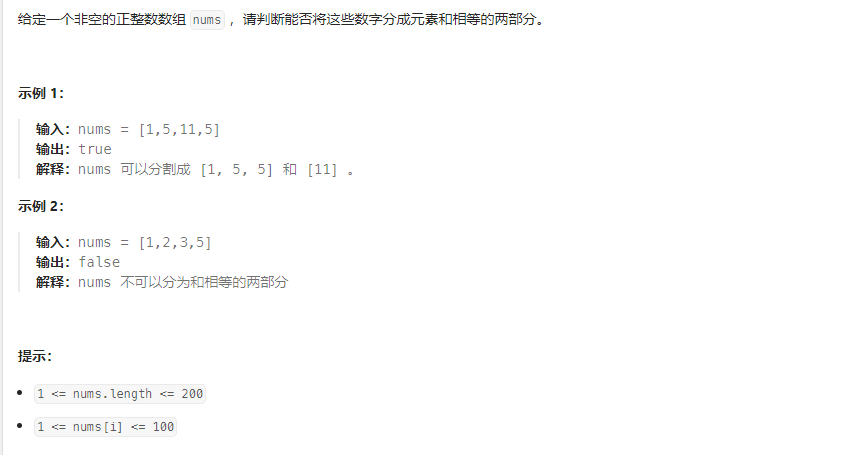 给定一个非空的正整数数组 nums ，请判断能否将这些数字分成元素和相等的两部分。
示例 1：
输入：nums = [1,5,11,5]
输出：true
解释：nums 可以分割成 [1, 5, 5] 和 [11] 。
示例 2：
输入：nums = [1,2,3,5]
输出：false
解释：nums 不可以分为和相等的两部分
提示：
• 1 <= nums.length <= 200
• 1 <= nums[i] <= 100